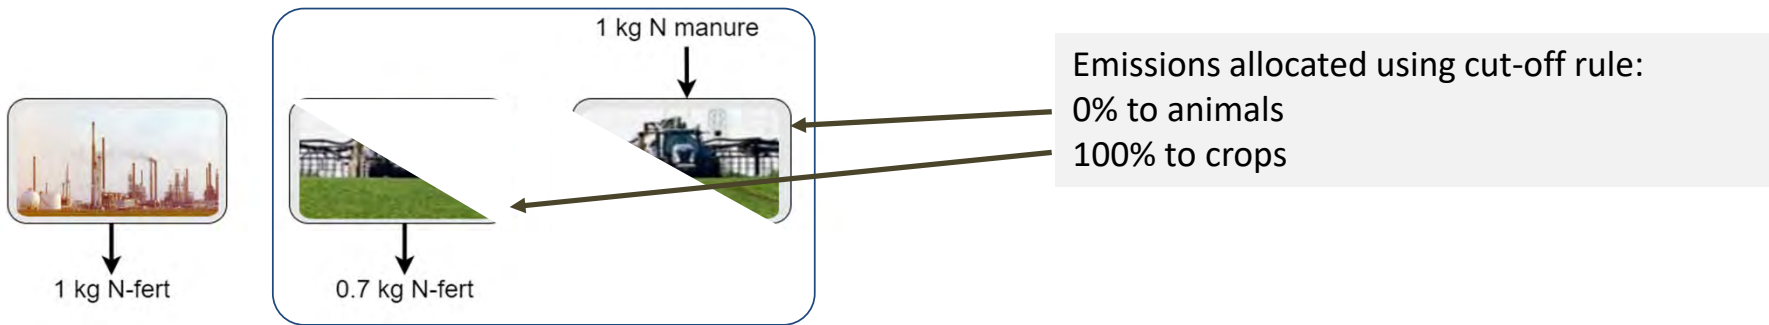 1 kg N manure
Emissions allocated using cut-off rule:
0% to animals
100% to crops
1 kg N-fert
0.7 kg N-fert